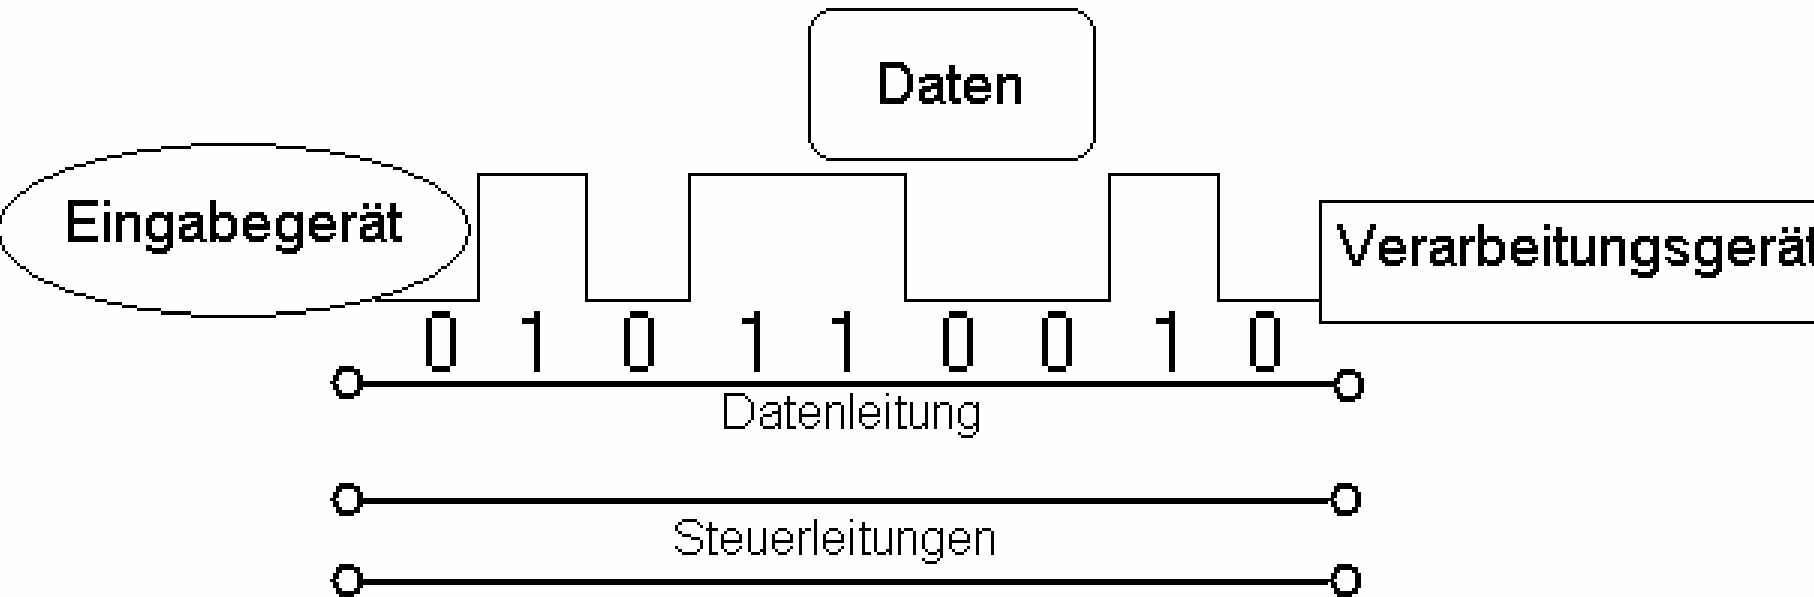 Daten
Eingabegerät
Verarbeitungsgerät
0 1 0 1 1 0 0 1 0
Datenleitung
Steuerleitungen